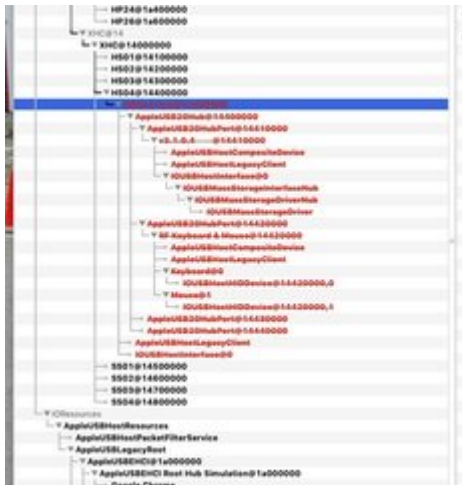 HP24@1a400000
HP26@1a600000
XHC@14
XHC@14000000
HS01@14100000
HS02@14200000
HS03@14300000
HS04@14400000
AppleUSB20Hub@14400000
AppleUSB20HubPort@14410000
@14410000
AppleUSBHostCompositeDevice
AppleUSBHostLegacyClient
IOUSBHostInterface@0
IOUSBMassStorageInterfaceNub
IOUSBMassStorageDriverNub
IOUSBMassStorageDriver
AppleUSB20HubPort@14420000
RF Keyboard & Mouse@14420000
AppleUSBHostCompositeDevice
AppleUSBHostLegacyClient
Keyboard@0
IOUSBHostHIDDevice@14420000,0
Mouse@1
IOUSBHostHIDDevice@14420000,1
AppleUSB20HubPort@14430000
AppleUSB20HubPort@14440000
AppleUSBHostLegacyClient
IOUSBHostInterface@0
SS01@14500000
SS02@14600000
SS03@14700000
SS04@14800000
IOResources
AppleUSBHostResources
AppleUSBHostPacketFilterService
AppleUSBLegacyRoot
AppleUSBEHCI@1a000000
AppleUSBEHCI Root Hub Simulation@1a000000
Google Chrome